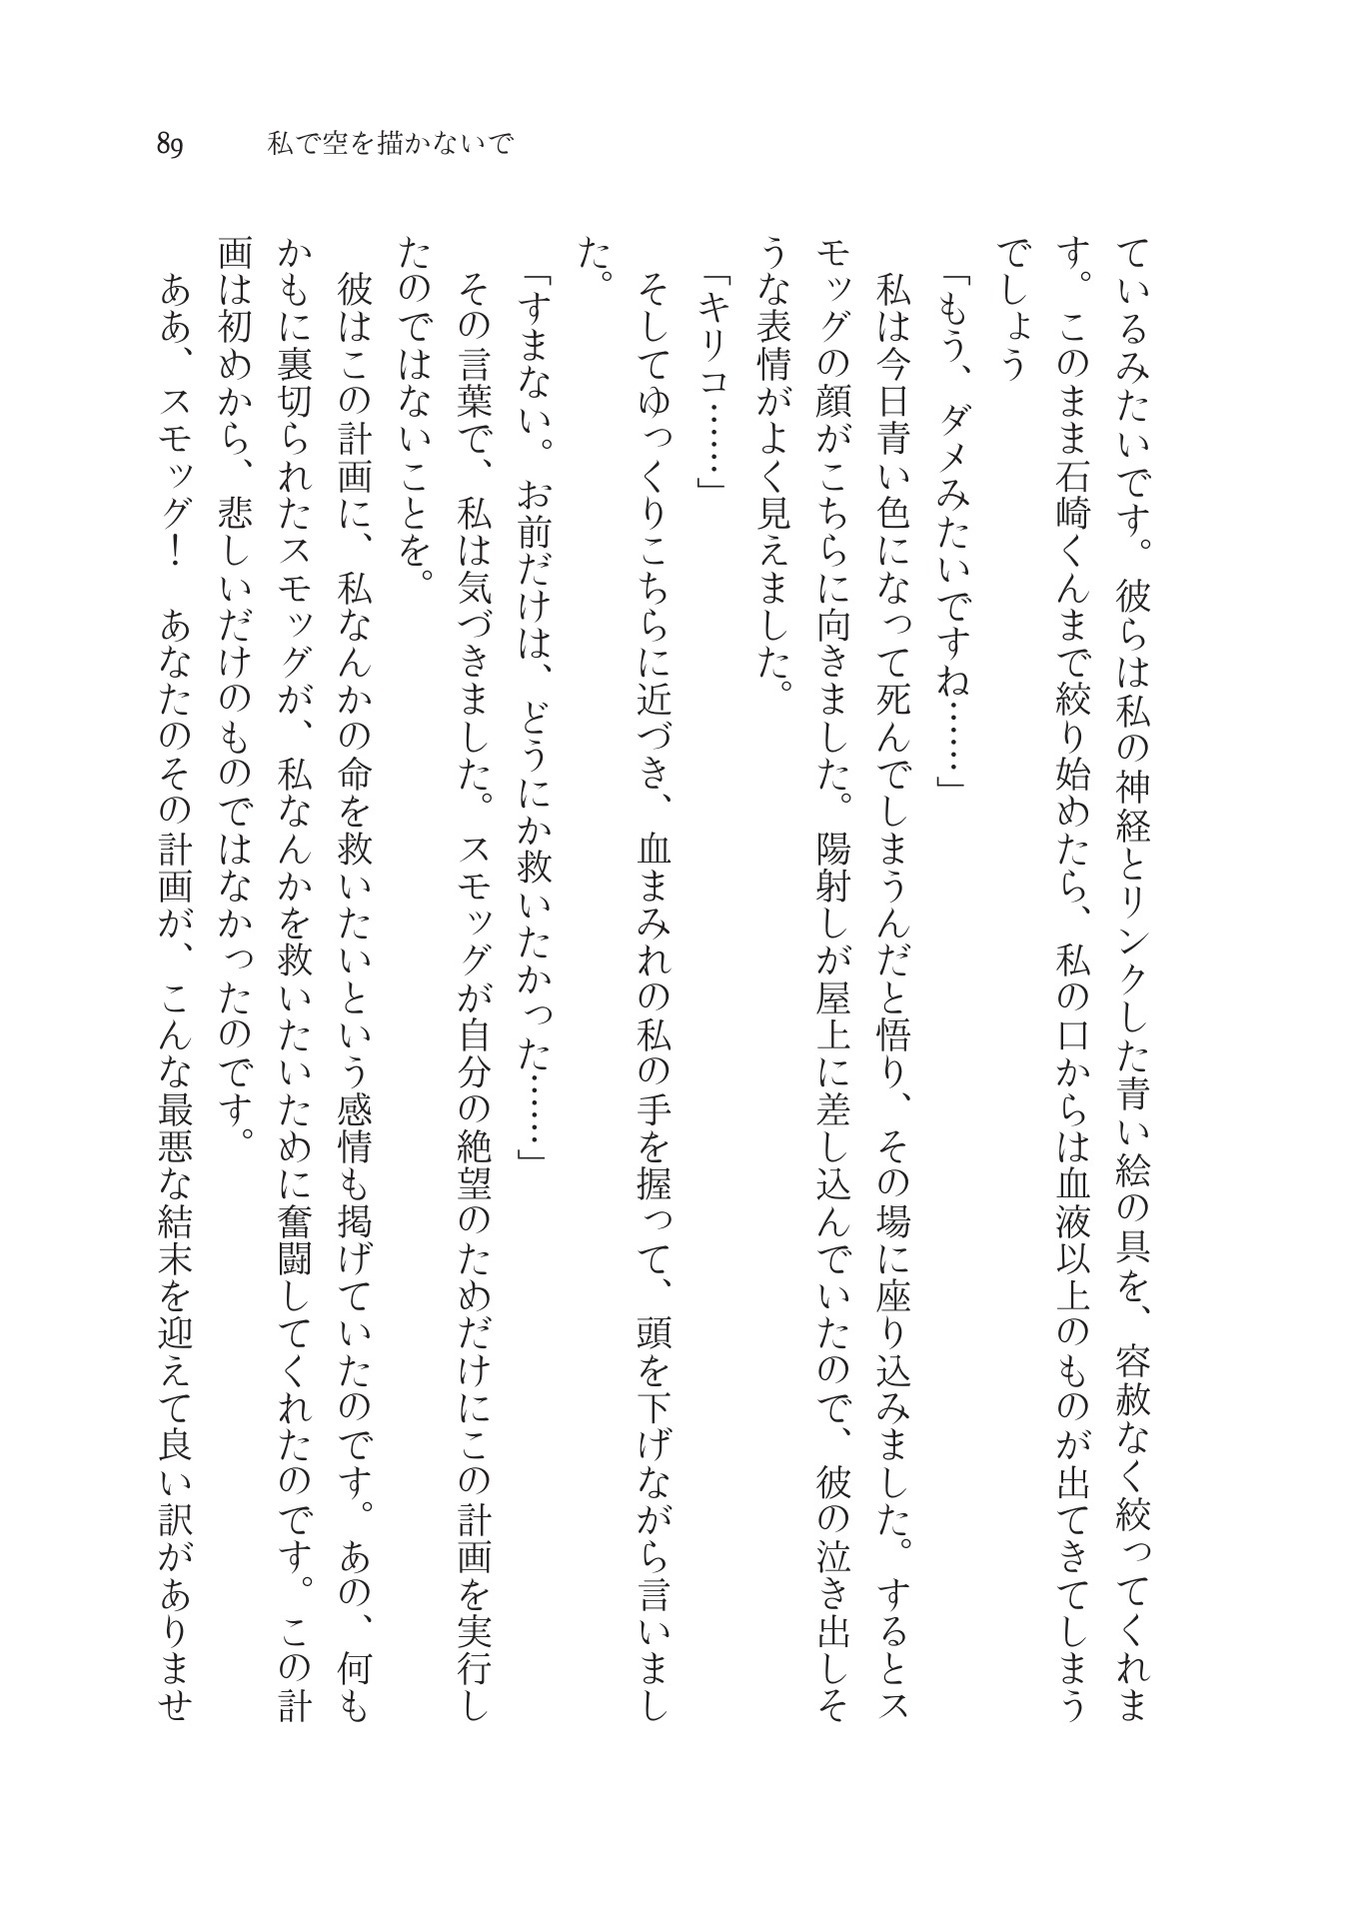 89　私で空を描かないで
ているみたいです。彼らは私の神経とリンクした青い絵の具を、容赦なく絞ってくれま
す。このまま石崎くんまで絞り始めたら、私の口からは血液以上のものが出てきてしまう
でしょう
「もう、ダメみたいですね……」
私は今日青い色になって死んでしまうんだと悟り、その場に座り込みました。するとス
モッグの顔がこちらに向きました。陽射しが屋上に差し込んでいたので、彼の泣き出しそ
うな表情がよく見えました。
「キリコ……」
そしてゆっくりこちらに近づき、血まみれの私の手を握って、頭を下げながら言いまし
た。
「すまない。お前だけは、どうにか救いたかった……」
その言葉で、私は気づきました。スモッグが自分の絶望のためだけにこの計画を実行し
たのではないことを。
彼はこの計画に、私なんかの命を救いたいという感情も掲げていたのです。あの、何も
かもに裏切られたスモッグが、私なんかを救いたいために奮闘してくれたのです。この計
画は初めから、悲しいだけのものではなかったのです。
ああ、スモッグ！　あなたのその計画が、こんな最悪な結末を迎えて良い訳がありませ